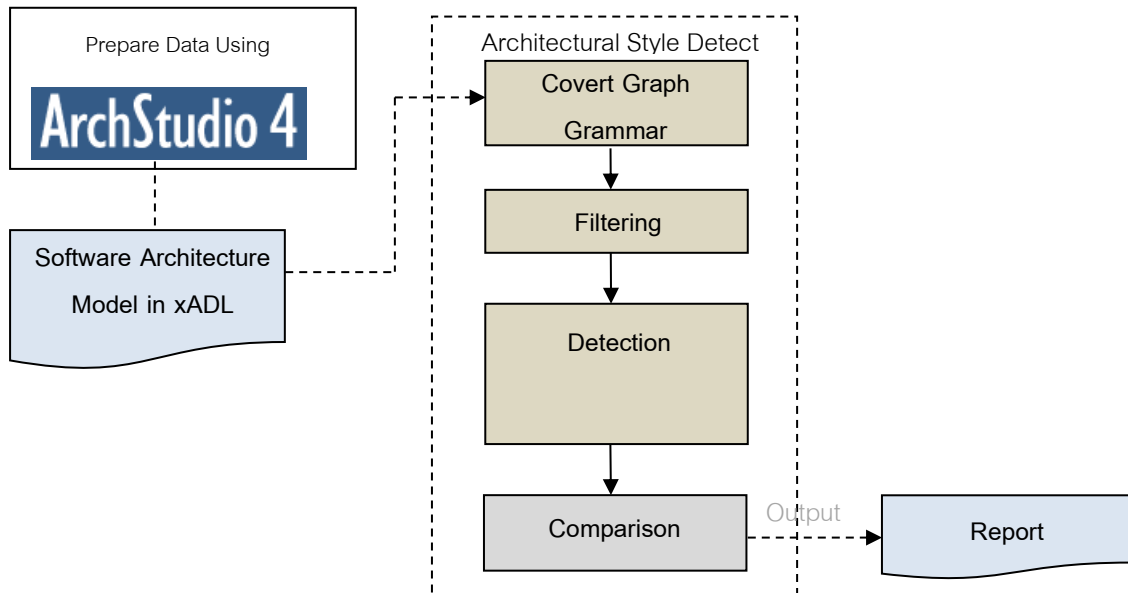 Prepare Data Using
ArchStudio 4
Software Architecture
Model in xADL
Architectural Style Detect
Covert Graph
Grammar
Filtering
Detection
Comparison
Output
Report